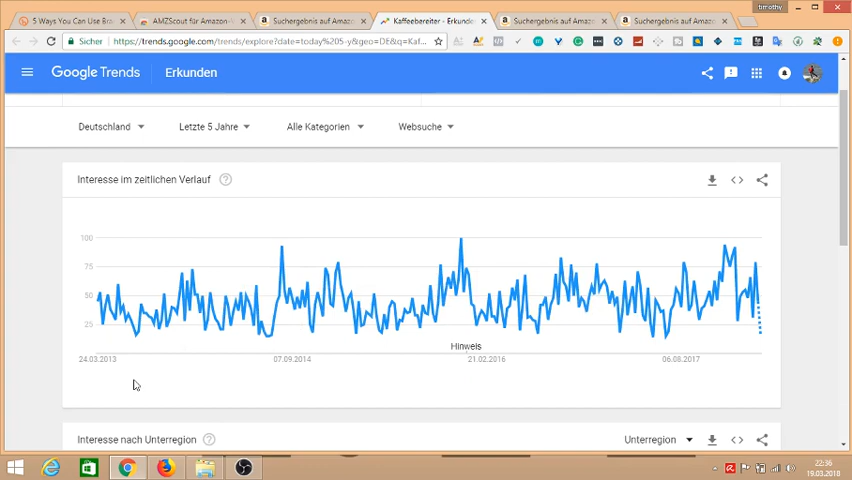 timothy
5 Ways You Can Use Bra
AMZScout für Amazon-V
Suchergebnis auf Amazo
Kaffeebereiter - Erkunde
Suchergebnis auf Amazo
Suchergebnis auf Amazo
Sicher
https://trends.google.com/trends/explore?date=today%205-y&geo=DE&q=Kaf...
Google Trends
Erkunden
Deutschland
Letzte 5 Jahre
Alle Kategorien
Websuche
Interesse im zeitlichen Verlauf
?
100
75
50
25
Hinweis
24.03.2013
07.09.2014
21.02.2016
06.08.2017
Interesse nach Unterregion
?
Unterregion
22:36
19.03.2018